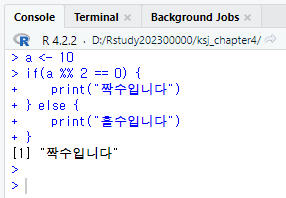 Console Terminal × Background Jobs ×
R 4.2.2 · D:/Rstudy202300000/ksj_chapter4/
> a <- 10
> if(a %% 2 == 0) {
+     print("짝수입니다")
+ } else {
+     print("홀수입니다")
+ }
[1] "짝수입니다"
>
>